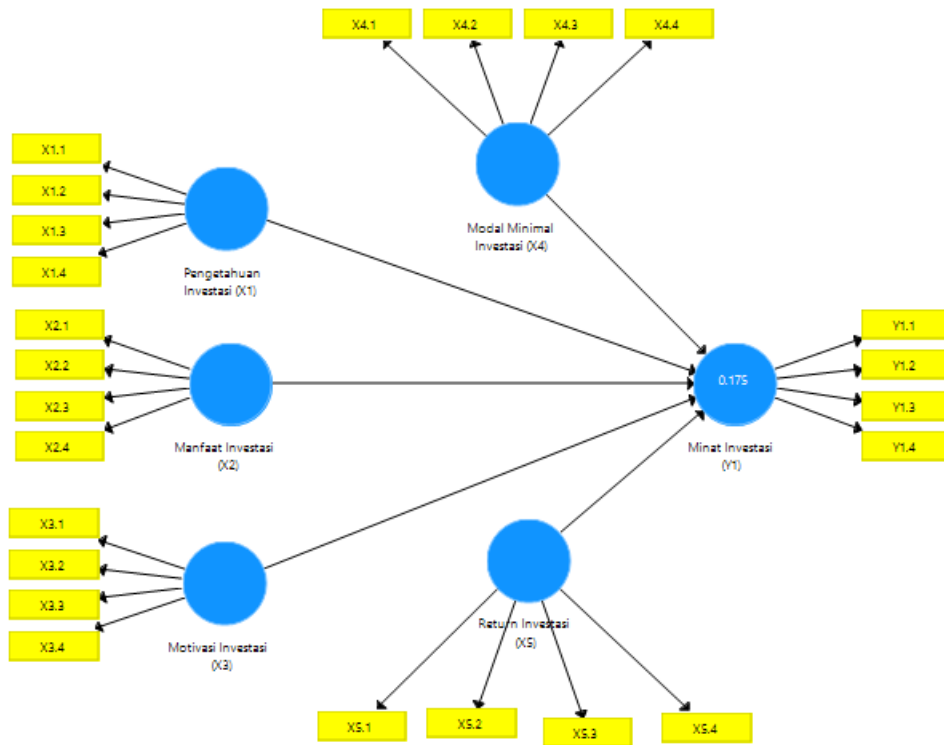 X4.1
X4.2
X4.3
X4.4
X1.1
X1.2
X1.3
X1.4
Pengetahuan
Investasi (X1)
Modal Minimal
Investasi (X4)
X2.1
X2.2
X2.3
X2.4
Manfaat Investasi
(X2)
0.175
Minat Investasi
(Y1)
Y1.1
Y1.2
Y1.3
Y1.4
X3.1
X3.2
X3.3
X3.4
Motivasi Investasi
(X3)
Return Investasi
(X5)
X5.1
X5.2
X5.3
X5.4